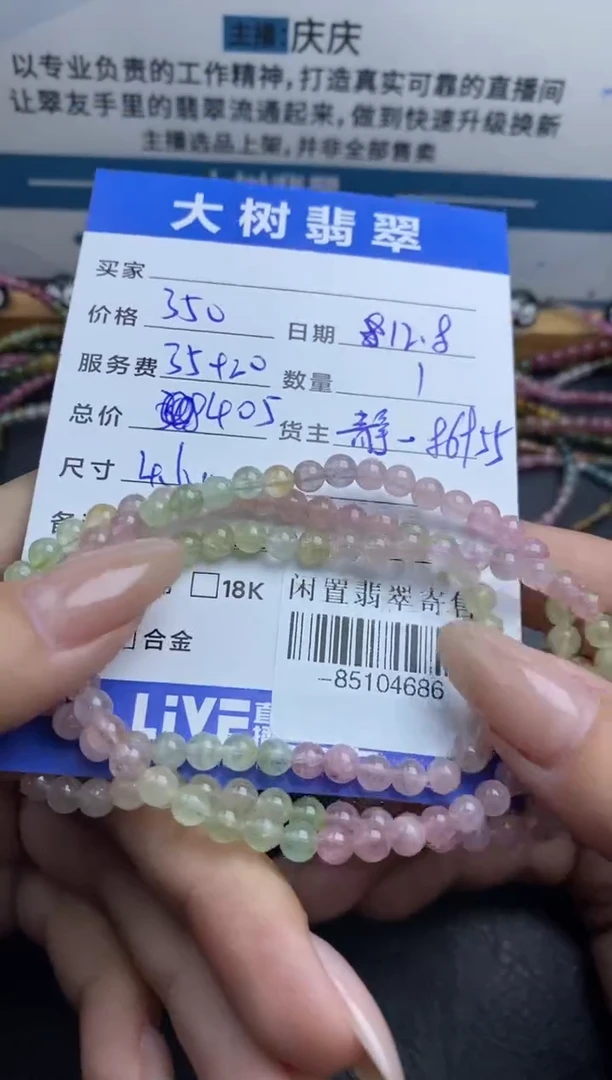 主播:庆庆
以专业负责的工作精神,打造真实可靠的直播间
让翠友手里的翡翠流通起来,做到快速升级换新
主播选品上架,并非全部售卖
大树翡翠
买家
价格 350 日期 12.8
服务费 35+20 数量 1
总价 405 货主 静-
尺寸
18K 闲置翡翠寄售
合金
-85104686
LiVE 直播